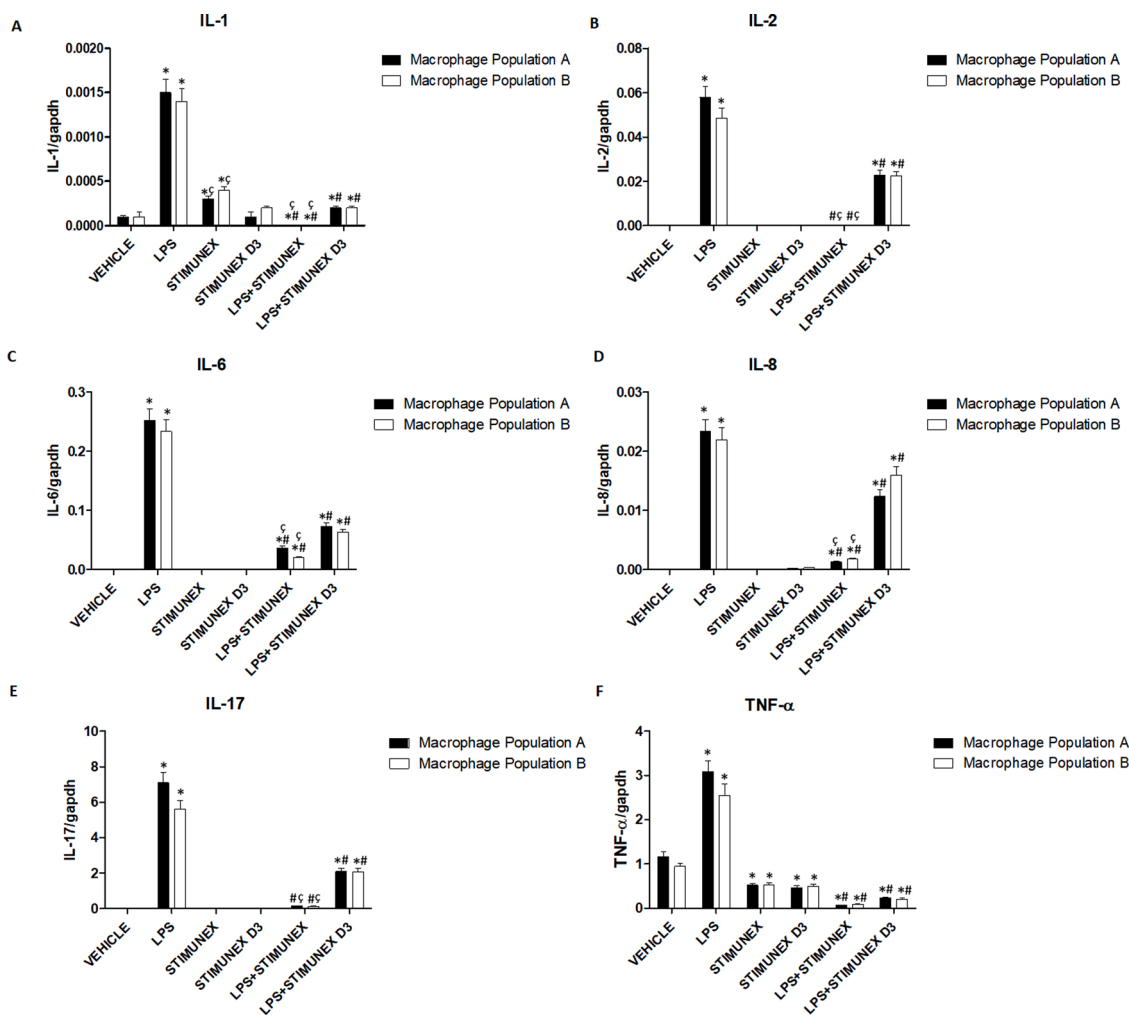 A
IL-1
IL-1/gapdh
0.0020
0.0015
0.0010
0.0005
0.0000
* *
*ç *ç
ç ç
*# *#
*# *#
VEHICLE
LPS
STIMUNEX
STIMUNEX D3
LPS+STIMUNEX
LPS+STIMUNEX D3
Macrophage Population A
Macrophage Population B
B
IL-2
IL-2/gapdh
0.08
0.06
0.04
0.02
0.00
* *
#ç #ç
*# *#
VEHICLE
LPS
STIMUNEX
STIMUNEX D3
LPS+STIMUNEX
LPS+STIMUNEX D3
Macrophage Population A
Macrophage Population B
C
IL-6
IL-6/gapdh
0.3
0.2
0.1
0.0
* *
ç ç
*# *#
*# *#
VEHICLE
LPS
STIMUNEX
STIMUNEX D3
LPS+STIMUNEX
LPS+STIMUNEX D3
Macrophage Population A
Macrophage Population B
D
IL-8
IL-8/gapdh
0.03
0.02
0.01
0.00
* *
ç ç
*# *#
*# *#
VEHICLE
LPS
STIMUNEX
STIMUNEX D3
LPS+STIMUNEX
LPS+STIMUNEX D3
Macrophage Population A
Macrophage Population B
E
IL-17
IL-17/gapdh
10
8
6
4
2
0
* *
#ç #ç
*# *#
VEHICLE
LPS
STIMUNEX
STIMUNEX D3
LPS+STIMUNEX
LPS+STIMUNEX D3
Macrophage Population A
Macrophage Population B
F
TNF-α
TNF-α/gapdh
4
3
2
1
0
* *
* *
* *
*# *#
*# *#
VEHICLE
LPS
STIMUNEX
STIMUNEX D3
LPS+STIMUNEX
LPS+STIMUNEX D3
Macrophage Population A
Macrophage Population B